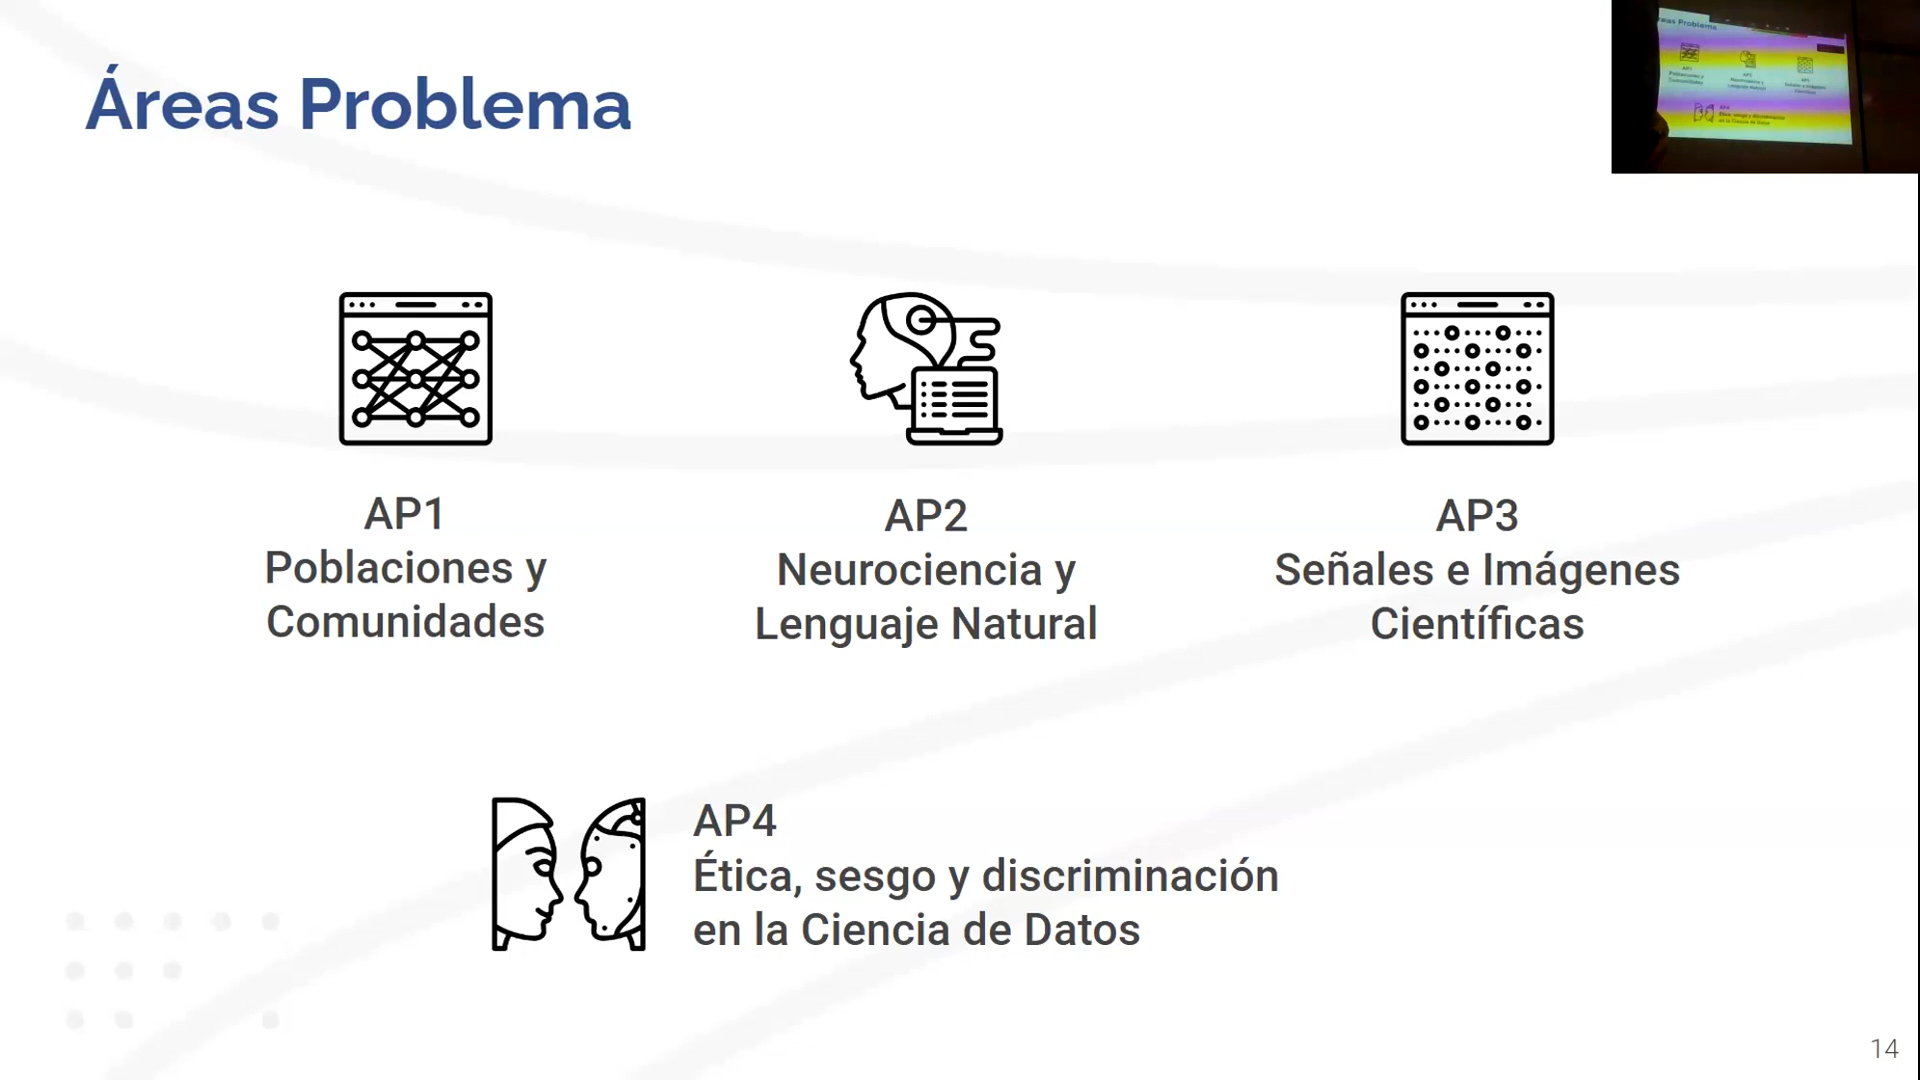 Áreas Problema
AP1
Poblaciones y
Comunidades
AP2
Neurociencia y
Lenguaje Natural
AP3
Señales e Imágenes
Científicas
AP4
Ética, sesgo y discriminación
en la Ciencia de Datos
14